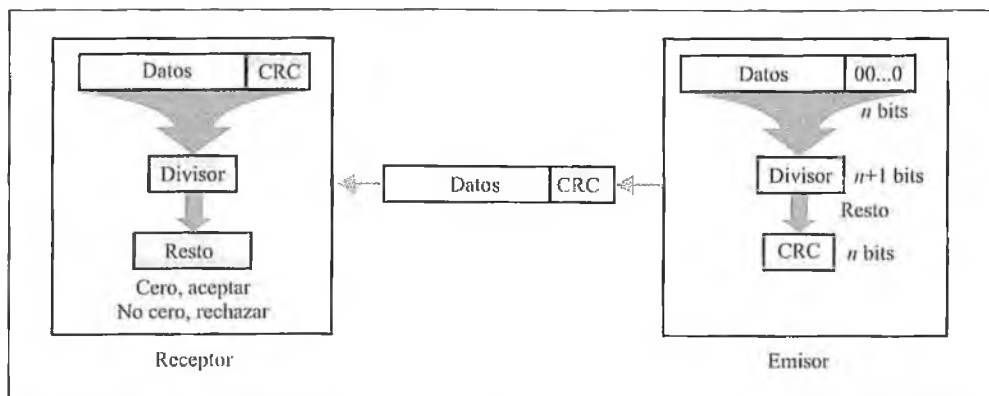 Datos CRC
Divisor
Resto
Cero, aceptar
No cero, rechazar
Receptor
Datos CRC
Datos 00...0
n bits
Divisor n+1 bits
Resto
CRC n bits
Emisor